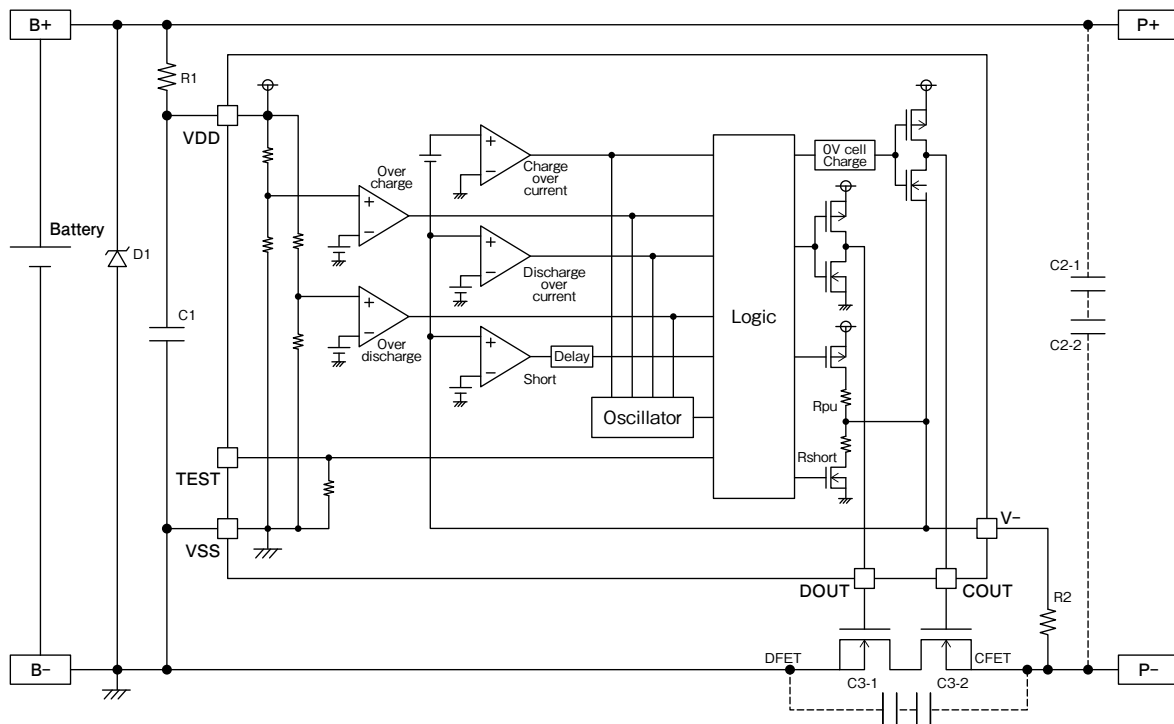 B+
P+
R1
VDD
Over
charge
Charge
over
current
0V cell
Charge
Battery
D1
C2-1
Discharge
over
current
C1
Logic
C2-2
Over
discharge
Short
Delay
Rpu
Oscillator
Rshort
TEST
V-
VSS
DOUT
COUT
R2
B-
DFET
CFET
P-
C3-1
C3-2